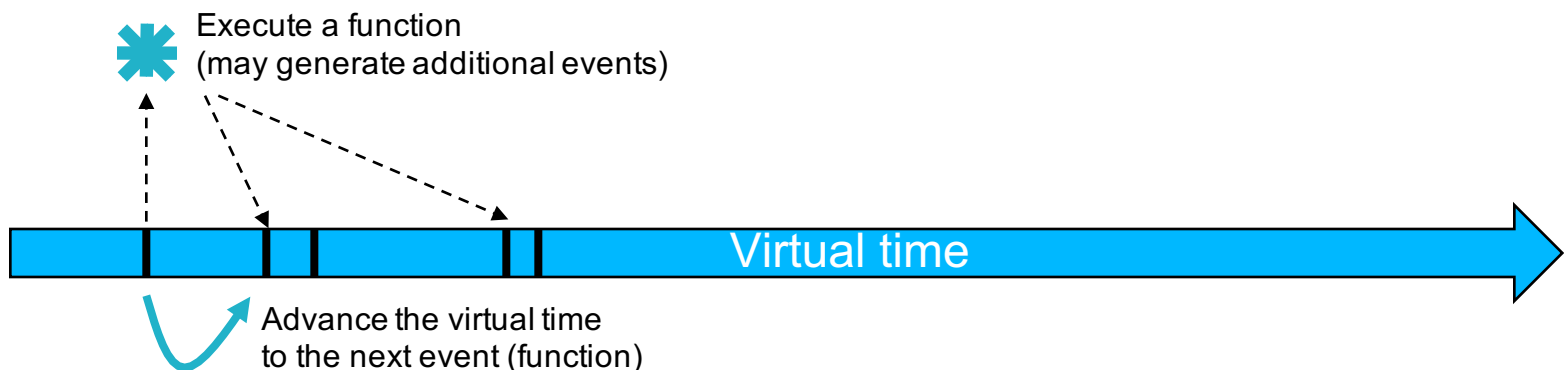 Execute a function
(may generate additional events)
Virtual time
Advance the virtual time
to the next event (function)